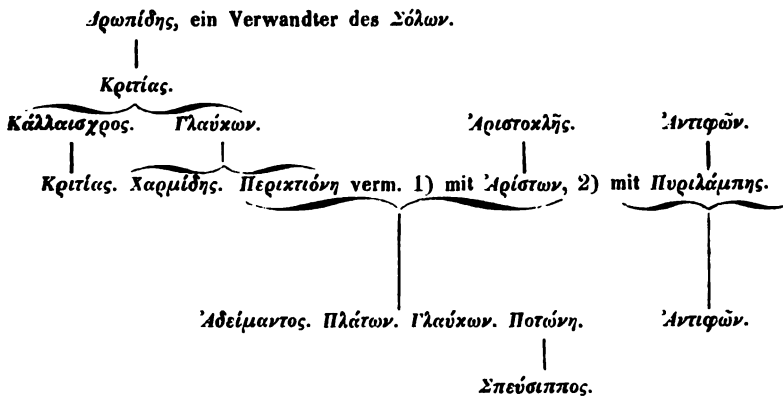 Δρωπίδης, ein Verwandter des Σόλων.
Κριτίας.
Κάλλαισχρος. Γλαύκων. Ἀριστοκλῆς. Ἀντιφῶν.
Κριτίας. Χαρμίδης. Περικτιόνη verm. 1) mit Ἀρίστων, 2) mit Πυριλάμπης.
Ἀδείμαντος. Πλάτων. Γλαύκων. Ποτώνη. Ἀντιφῶν.
Σπεύσιππος.